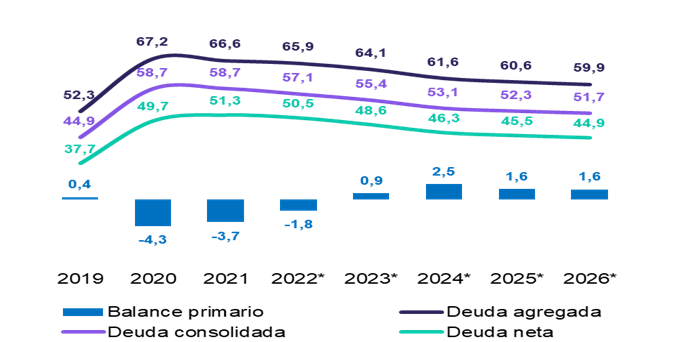 67,2 66,6 65,9 64,1 61,6 60,6 59,9
52,3 58,7 58,7 57,1 55,4 53,1 52,3 51,7
44,9 49,7 51,3 50,5 48,6 46,3 45,5 44,9
37,7
0,4 0,9 2,5 1,6 1,6
-4,3 -3,7 -1,8
2019 2020 2021 2022* 2023* 2024* 2025* 2026*
Balance primario Deuda agregada
Deuda consolidada Deuda neta